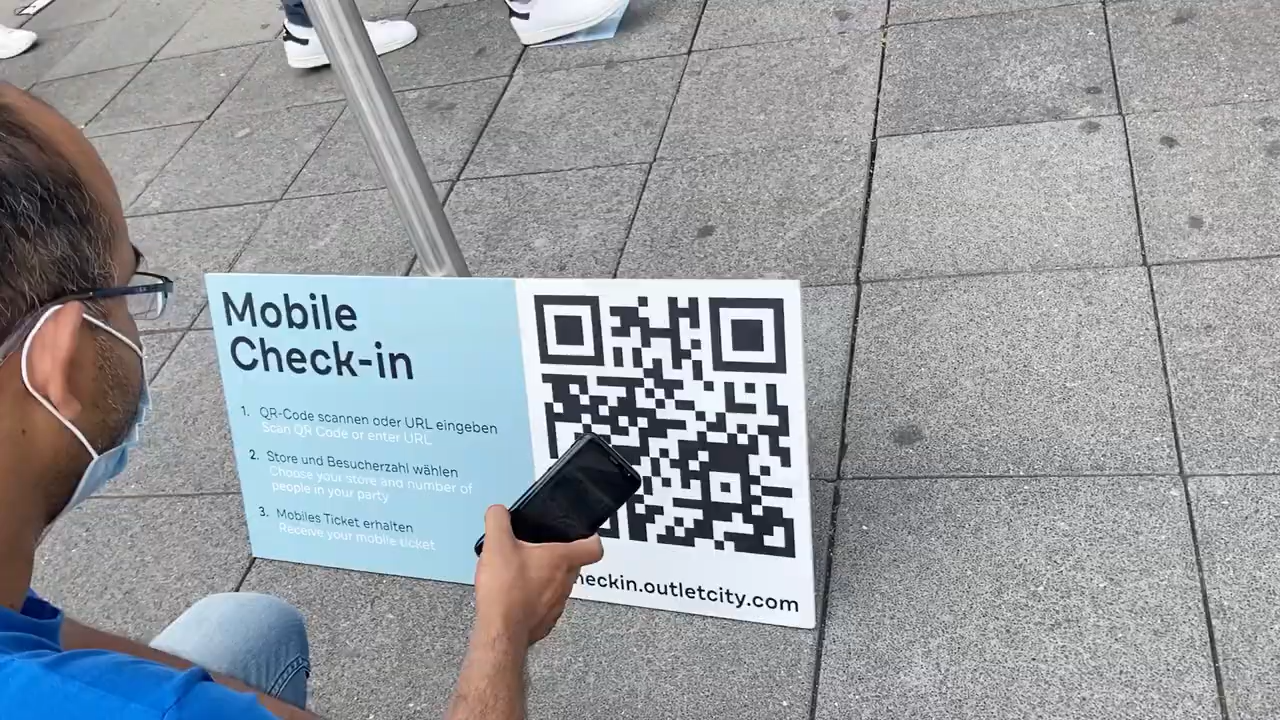 Mobile
Check-in
1. QR-Code scannen oder URL eingeben
Scan QR Code or enter URL
2. Store und Besucherzahl wählen
Choose your store and number of
people in your party
3. Mobiles Ticket erhalten
Receive your mobile ticket
heckin.outletcity.com